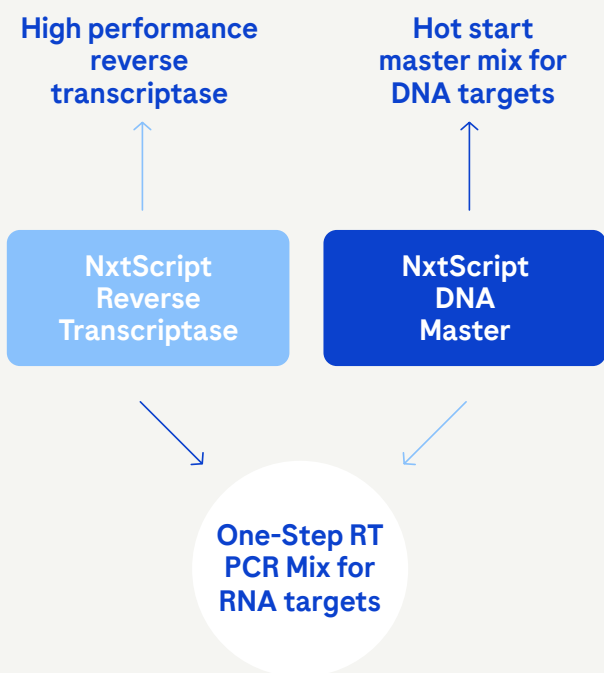 High performance
reverse
transcriptase
Hot start
master mix for
DNA targets
NxtScript
Reverse
Transcriptase
NxtScript
DNA
Master
One-Step RT
PCR Mix for
RNA targets